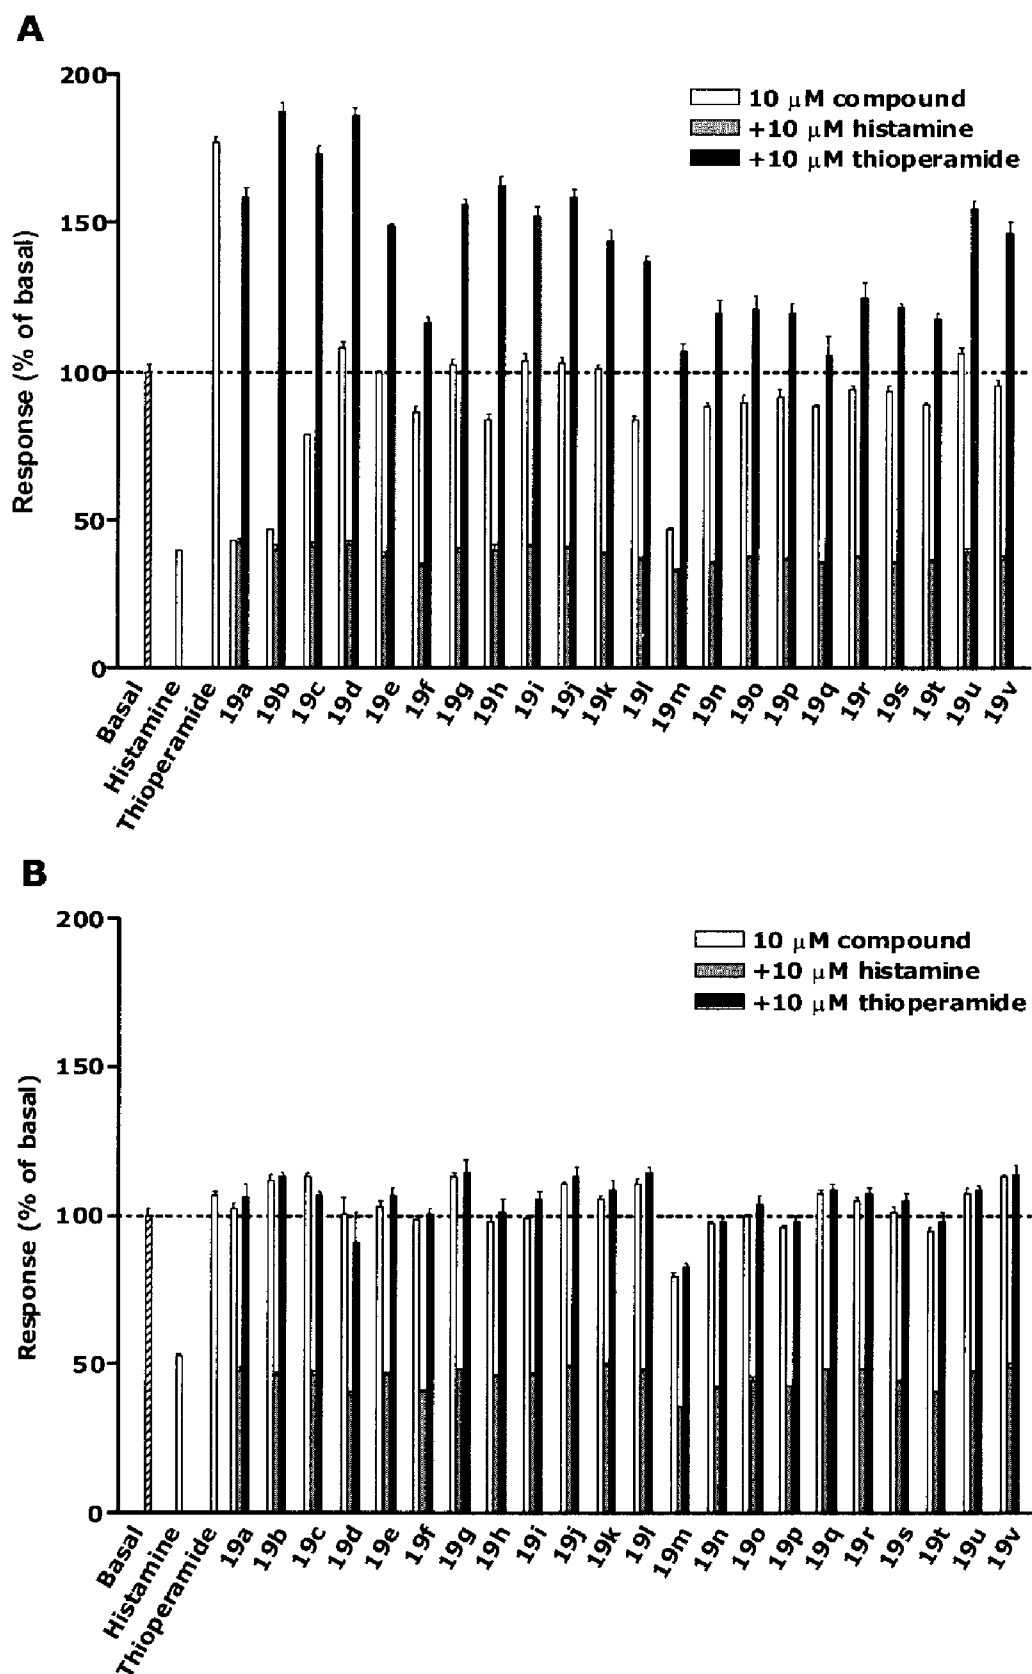 A
200
150
100
50
0
Response (% of basal)
10 μM compound
+10 μM histamine
+10 μM thioperamide
Basal
Histamine
Thioperamide
19a
19b
19c
19d
19e
19f
19g
19h
19i
19j
19k
19l
19m
19n
19o
19p
19q
19r
19s
19t
19u
19v
B
200
150
100
50
0
Response (% of basal)
10 μM compound
+10 μM histamine
+10 μM thioperamide
Basal
Histamine
Thioperamide
19a
19b
19c
19d
19e
19f
19g
19h
19i
19j
19k
19l
19m
19n
19o
19p
19q
19r
19s
19t
19u
19v